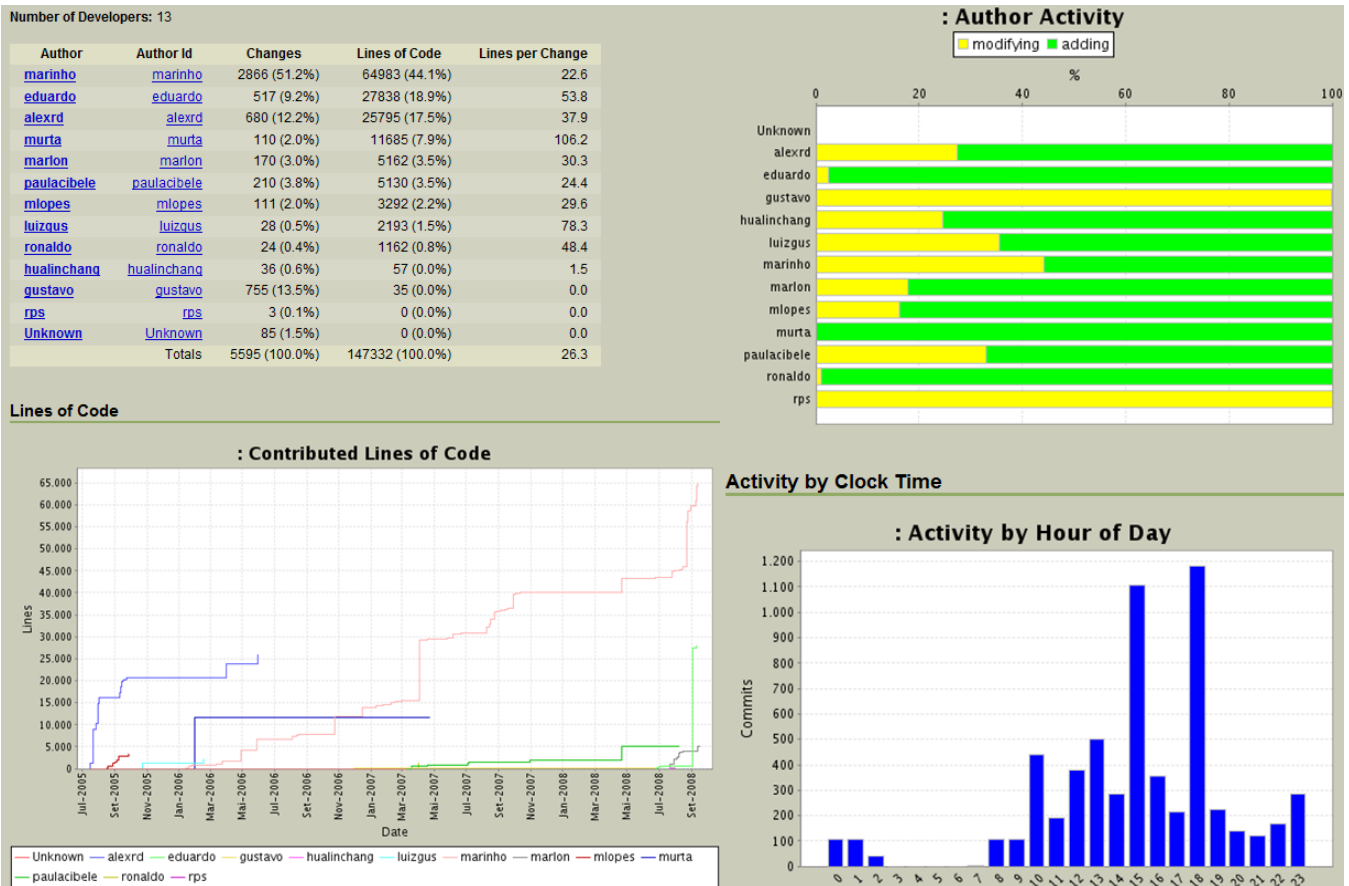 Number of Developers: 13
Author Author Id Changes Lines of Code Lines per Change
marinho marinho 2866 (51.2%) 64983 (44.1%) 22.6
eduardo eduardo 517 (9.2%) 27838 (18.9%) 53.8
alexrd alexrd 680 (12.2%) 25795 (17.5%) 37.9
murta murta 110 (2.0%) 11685 (7.9%) 106.2
marlon marlon 170 (3.0%) 5162 (3.5%) 30.3
paulacibele paulacibele 210 (3.8%) 5130 (3.5%) 24.4
mlopes mlopes 111 (2.0%) 3292 (2.2%) 29.6
luizgus luizgus 28 (0.5%) 2193 (1.5%) 78.3
ronaldo ronaldo 24 (0.4%) 1162 (0.8%) 48.4
hualinchang hualinchang 36 (0.6%) 57 (0.0%) 1.5
gustavo gustavo 755 (13.5%) 35 (0.0%) 0.0
rps rps 3 (0.1%) 0 (0.0%) 0.0
Unknown Unknown 85 (1.5%) 0 (0.0%) 0.0
Totals 5595 (100.0%) 147332 (100.0%) 26.3
: Author Activity
modifying adding
%
0 20 40 60 80 100
Unknown
alexrd
eduardo
gustavo
hualinchang
luizgus
marinho
marlon
mlopes
murta
paulacibele
ronaldo
rps
Lines of Code
: Contributed Lines of Code
65.000
60.000
55.000
50.000
45.000
40.000
35.000
30.000
25.000
20.000
15.000
10.000
5.000
0
Lines
Jul-2005 Set-2005 Nov-2005 Jan-2006 Mar-2006 Mai-2006 Jul-2006 Set-2006 Nov-2006 Jan-2007 Mar-2007 Mai-2007 Jul-2007 Set-2007 Nov-2007 Jan-2008 Mar-2008 Mai-2008 Jul-2008 Set-2008
Date
Unknown alexrd eduardo gustavo hualinchang luizgus marinho marlon mlopes murta
paulacibele ronaldo rps
Activity by Clock Time
: Activity by Hour of Day
1.200
1.100
1.000
900
800
700
600
500
400
300
200
100
0
Commits
0 1 2 3 4 5 6 7 8 9 10 11 12 13 14 15 16 17 18 19 20 21 22 23